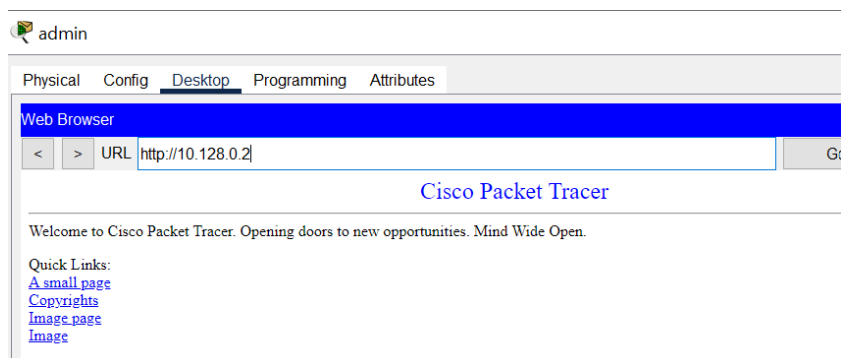 admin
Physical Config Desktop Programming Attributes
Web Browser
< > URL http://10.128.0.2 Go
Cisco Packet Tracer
Welcome to Cisco Packet Tracer. Opening doors to new opportunities. Mind Wide Open.
Quick Links:
A small page
Copyrights
Image page
Image